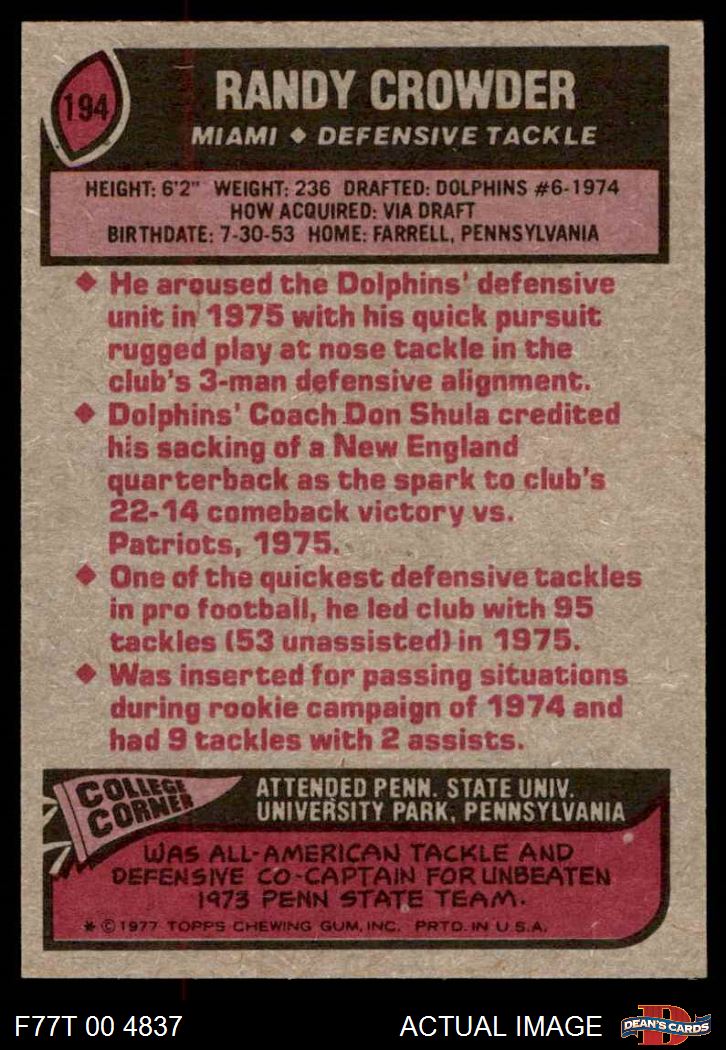 194
RANDY CROWDER
MIAMI ◆ DEFENSIVE TACKLE
HEIGHT: 6'2" WEIGHT: 236 DRAFTED: DOLPHINS #6-1974
HOW ACQUIRED: VIA DRAFT
BIRTHDATE: 7-30-53 HOME: FARRELL, PENNSYLVANIA
◆ He aroused the Dolphins' defensive
unit in 1975 with his quick pursuit
rugged play at nose tackle in the
club's 3-man defensive alignment.
◆ Dolphins' Coach Don Shula credited
his sacking of a New England
quarterback as the spark to club's
22-14 comeback victory vs.
Patriots, 1975.
◆ One of the quickest defensive tackles
in pro football, he led club with 95
tackles (53 unassisted) in 1975.
◆ Was inserted for passing situations
during rookie campaign of 1974 and
had 9 tackles with 2 assists.
COLLEGE
CORNER
ATTENDED PENN. STATE UNIV.
UNIVERSITY PARK, PENNSYLVANIA
WAS ALL-AMERICAN TACKLE AND
DEFENSIVE CO-CAPTAIN FOR UNBEATEN
1973 PENN STATE TEAM.
* © 1977 TOPPS CHEWING GUM, INC. PRTD. IN U.S.A.
F77T 00 4837
ACTUAL IMAGE
D
DEAN'S CARDS